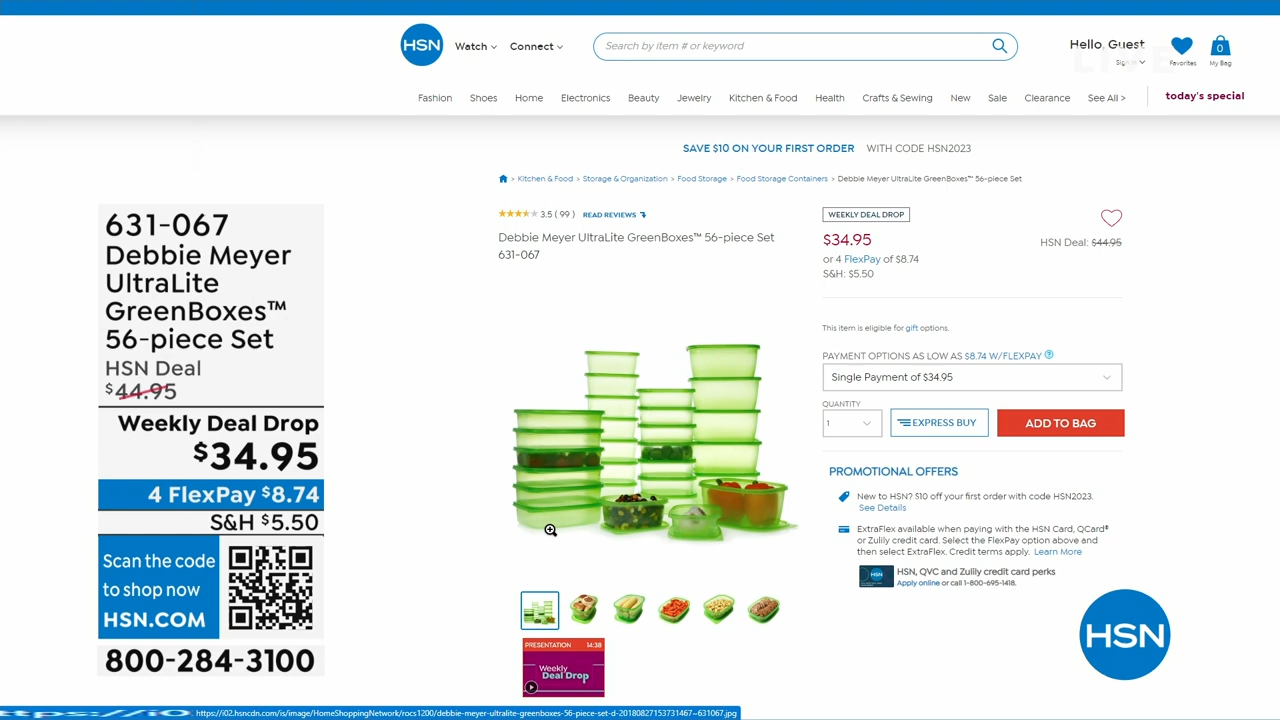 HSN
Watch
Connect
Search by item # or keyword
Hello, Guest
Favorites
My Bag
0
Fashion
Shoes
Home
Electronics
Beauty
Jewelry
Kitchen & Food
Health
Crafts & Sewing
New
Sale
Clearance
See All >
today's special
SAVE $10 ON YOUR FIRST ORDER WITH CODE HSN2023
> Kitchen & Food > Storage & Organization > Food Storage > Food Storage Containers > Debbie Meyer UltraLite GreenBoxes™ 56-piece Set
631-067
Debbie Meyer
UltraLite
GreenBoxes™
56-piece Set
HSN Deal
$44.95
Weekly Deal Drop
$34.95
4 FlexPay $8.74
S&H $5.50
Scan the code
to shop now
HSN.COM
800-284-3100
3.5 ( 99 ) READ REVIEWS
Debbie Meyer UltraLite GreenBoxes™ 56-piece Set
631-067
PRESENTATION 14:38
Weekly
Deal Drop
WEEKLY DEAL DROP
$34.95
HSN Deal: $44.95
or 4 FlexPay of $8.74
S&H: $5.50
This item is eligible for gift options.
PAYMENT OPTIONS AS LOW AS $8.74 W/FLEXPAY ?
Single Payment of $34.95
QUANTITY
1
EXPRESS BUY
ADD TO BAG
PROMOTIONAL OFFERS
New to HSN? $10 off your first order with code HSN2023.
See Details
ExtraFlex available when paying with the HSN Card, QCard®
or Zulily credit card. Select the FlexPay option above and
then select ExtraFlex. Credit terms apply. Learn More
HSN
HSN, QVC and Zulily credit card perks
Apply online or call 1-800-695-1418.
HSN
https://i02.hsncdn.com/is/image/HomeShoppingNetwork/rocs1200/debbie-meyer-ultralite-greenboxes-56-piece-set-d-20180827153731467~631067.jpg